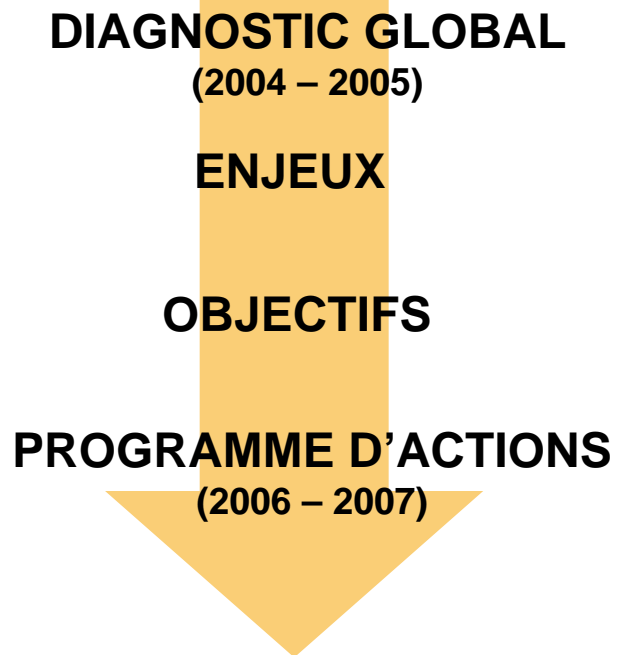 DIAGNOSTIC GLOBAL
(2004 – 2005)
ENJEUX
OBJECTIFS
PROGRAMME D’ACTIONS
(2006 – 2007)